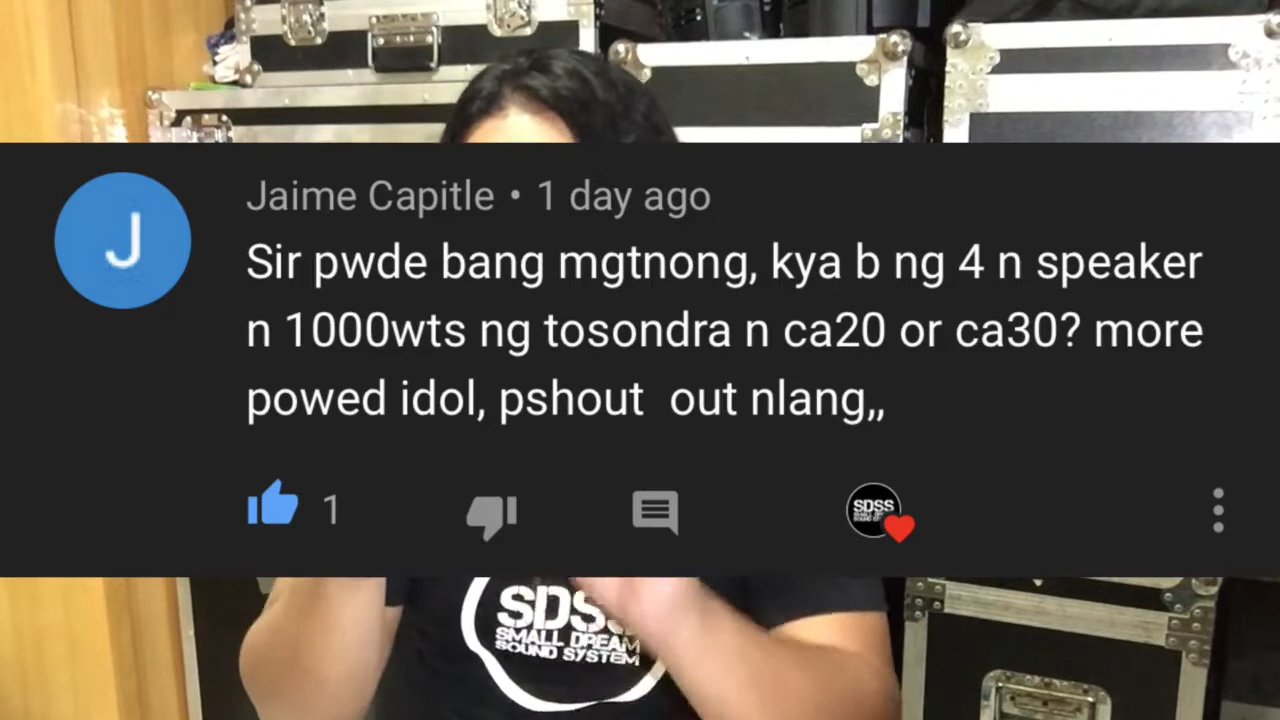 Jaime Capitle • 1 day ago
J
Sir pwde bang mgtnong, kya b ng 4 n speaker
n 1000wts ng tosondra n ca20 or ca30? more
powed idol, pshout  out nlang,,
1
SDSS
SDSS
SMALL DREAM
SOUND SYSTEM